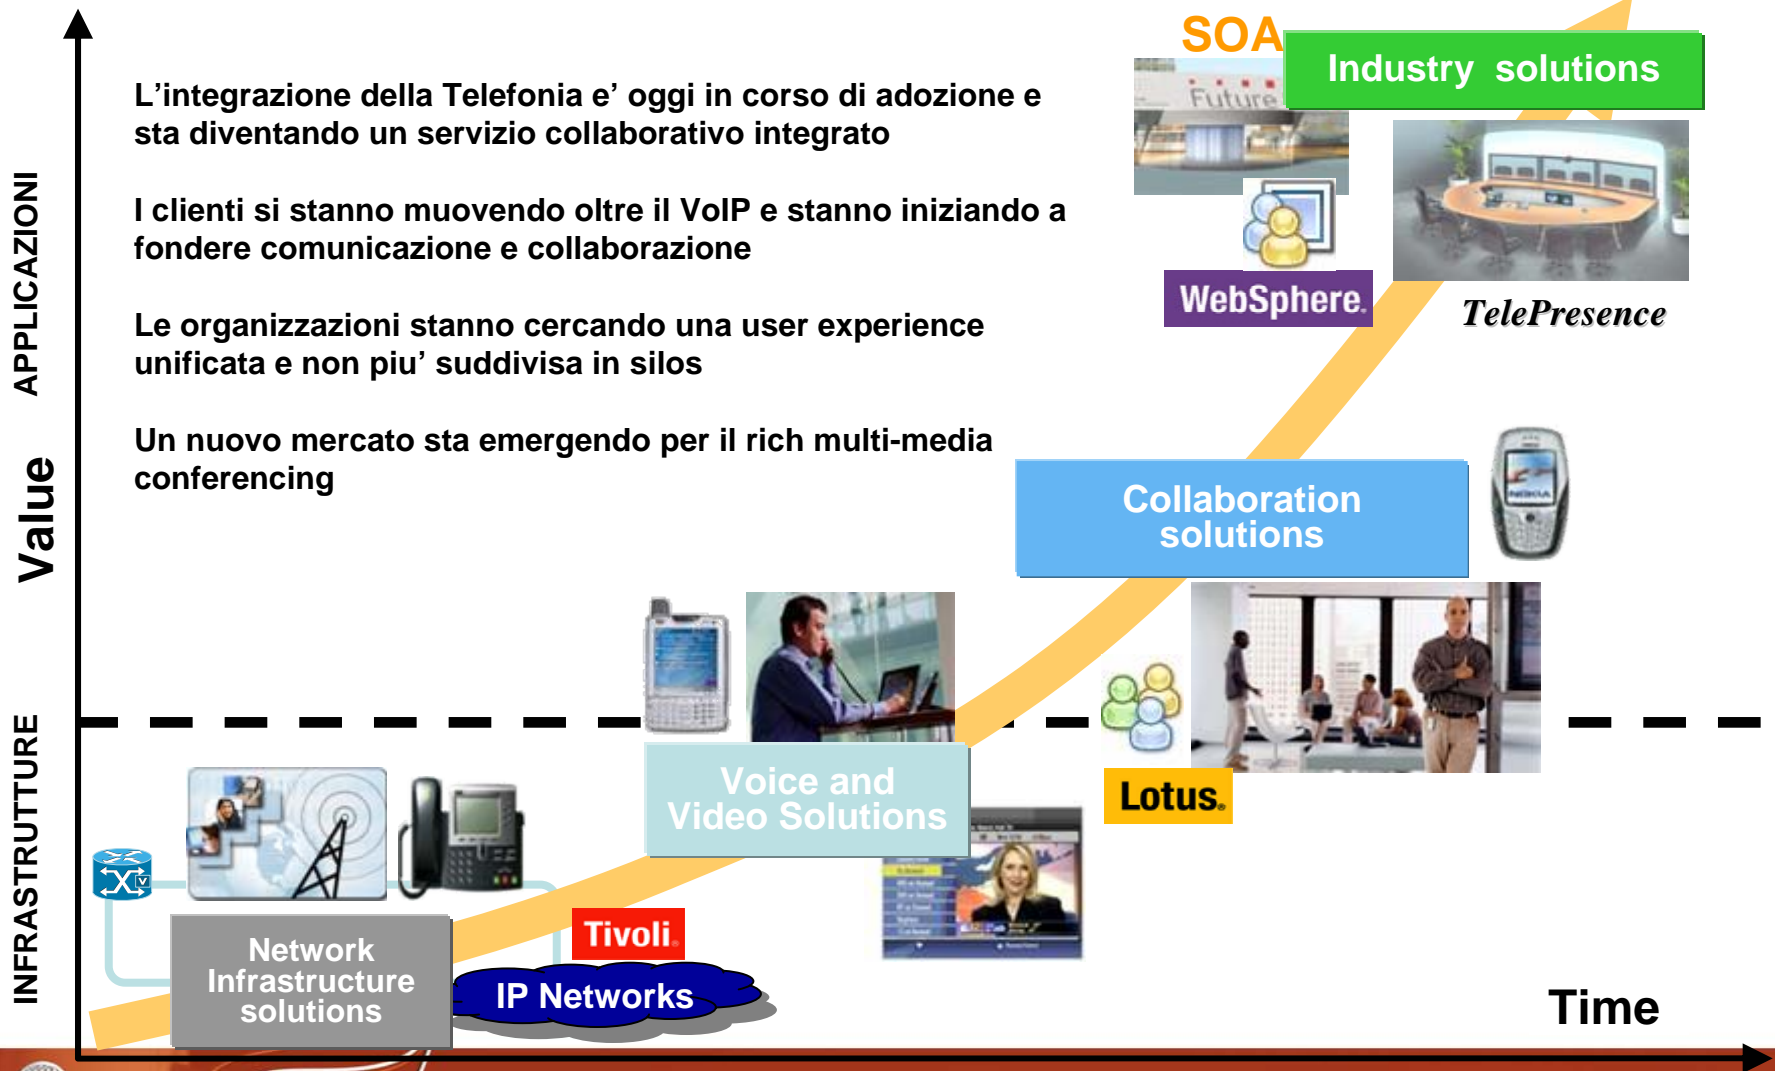 SOA
Industry solutions
Future
L’integrazione della Telefonia e’ oggi in corso di adozione e
sta diventando un servizio collaborativo integrato
I clienti si stanno muovendo oltre il VoIP e stanno iniziando a
fondere comunicazione e collaborazione
WebSphere.
TelePresence
Le organizzazioni stanno cercando una user experience
unificata e non piu’ suddivisa in silos
Un nuovo mercato sta emergendo per il rich multi-media
conferencing
APPLICAZIONI
Value
INFRASTRUTTURE
Collaboration
solutions
NOKIA
Voice and
Video Solutions
Lotus.
V
Tivoli.
Network
Infrastructure
solutions
IP Networks
Time